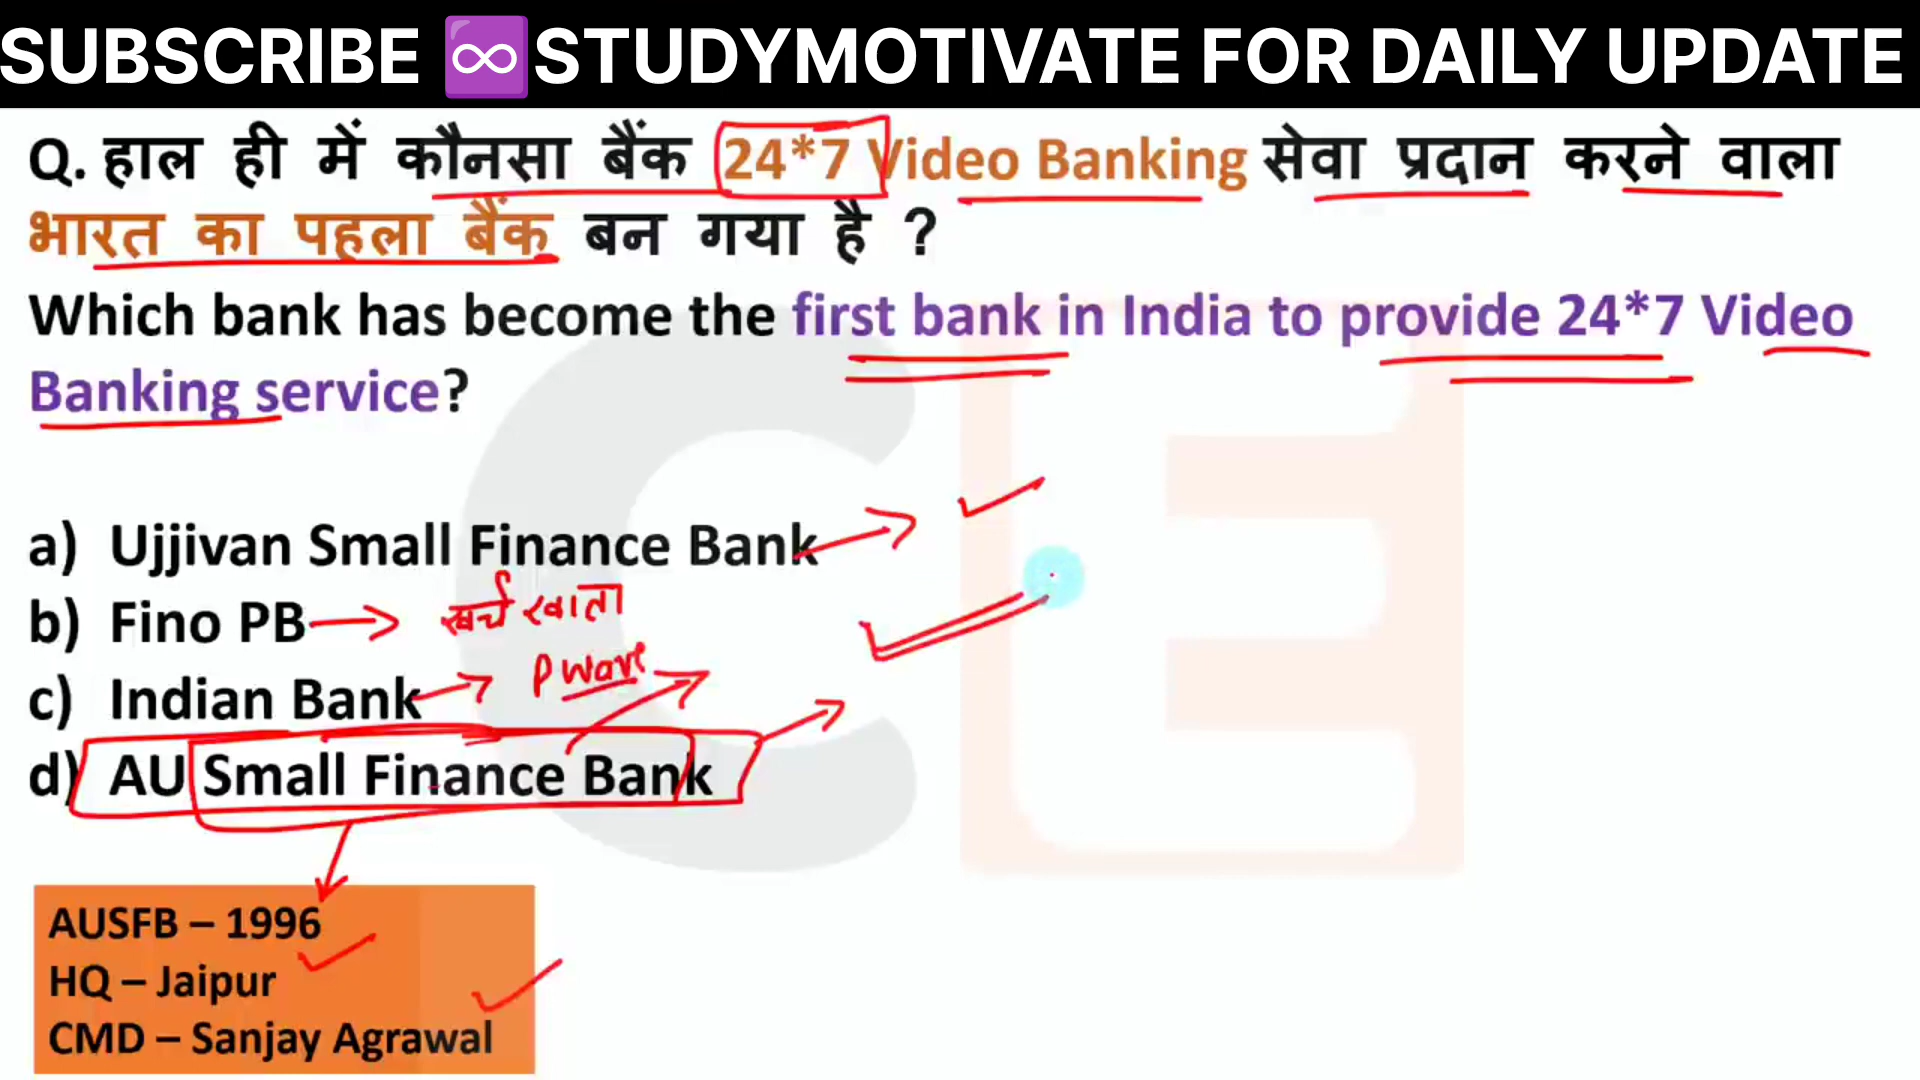 SUBSCRIBE ♾️STUDYMOTIVATE FOR DAILY UPDATE
Q. हाल ही में कौनसा बैंक 24*7 Video Banking सेवा प्रदान करने वाला
भारत का पहला बैंक बन गया है ?
Which bank has become the first bank in India to provide 24*7 Video
Banking service?
a) Ujjivan Small Finance Bank
b) Fino PB → खर्च खाता
c) Indian Bank → P wave
d) AU Small Finance Bank
AUSFB – 1996
HQ – Jaipur
CMD – Sanjay Agrawal